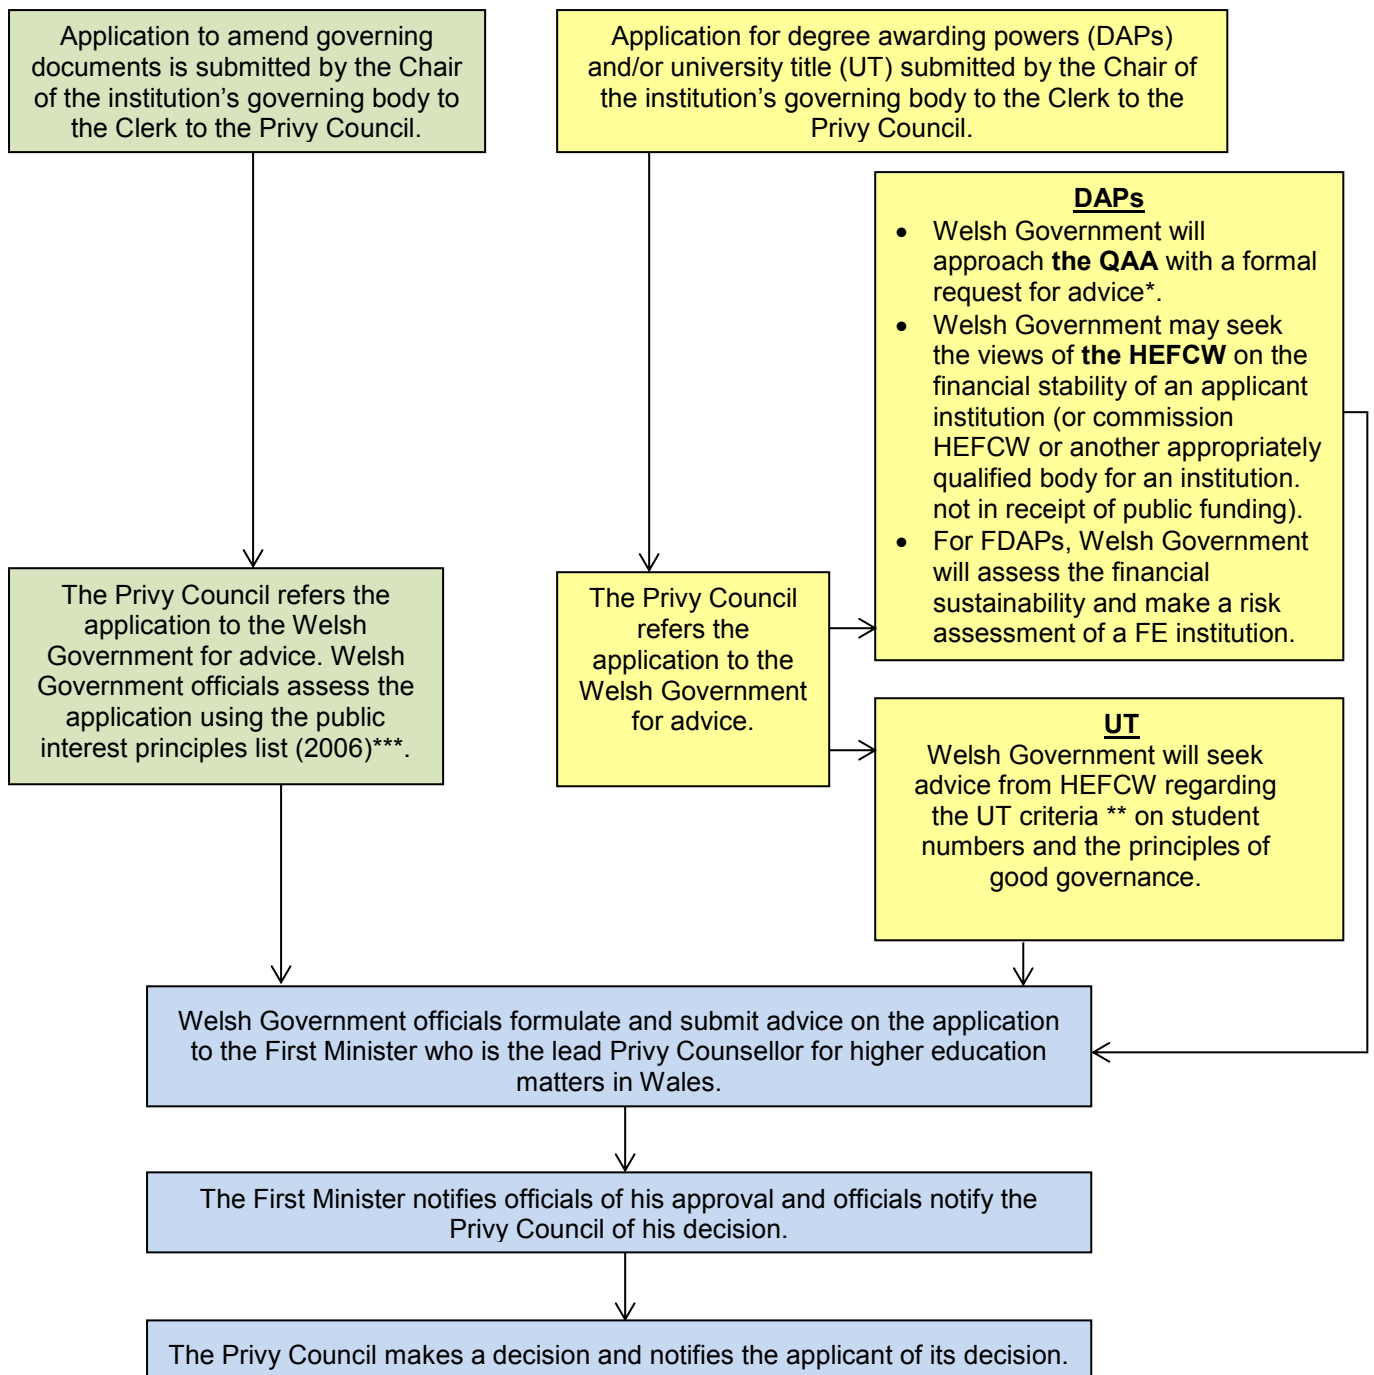 Application to amend governing
documents is submitted by the Chair
of the institution’s governing body to
the Clerk to the Privy Council.
Application for degree awarding powers (DAPs)
and/or university title (UT) submitted by the Chair of
the institution’s governing body to the Clerk to the
Privy Council.
DAPs
• Welsh Government will
approach the QAA with a formal
request for advice*.
• Welsh Government may seek
the views of the HEFCW on the
financial stability of an applicant
institution (or commission
HEFCW or another appropriately
qualified body for an institution.
not in receipt of public funding).
• For FDAPs, Welsh Government
will assess the financial
sustainability and make a risk
assessment of a FE institution.
The Privy Council refers the
application to the Welsh
Government for advice. Welsh
Government officials assess the
application using the public
interest principles list (2006)***.
The Privy Council
refers the
application to the
Welsh Government
for advice.
UT
Welsh Government will seek
advice from HEFCW regarding
the UT criteria ** on student
numbers and the principles of
good governance.
Welsh Government officials formulate and submit advice on the application
to the First Minister who is the lead Privy Counsellor for higher education
matters in Wales.
The First Minister notifies officials of his approval and officials notify the
Privy Council of his decision.
The Privy Council makes a decision and notifies the applicant of its decision.